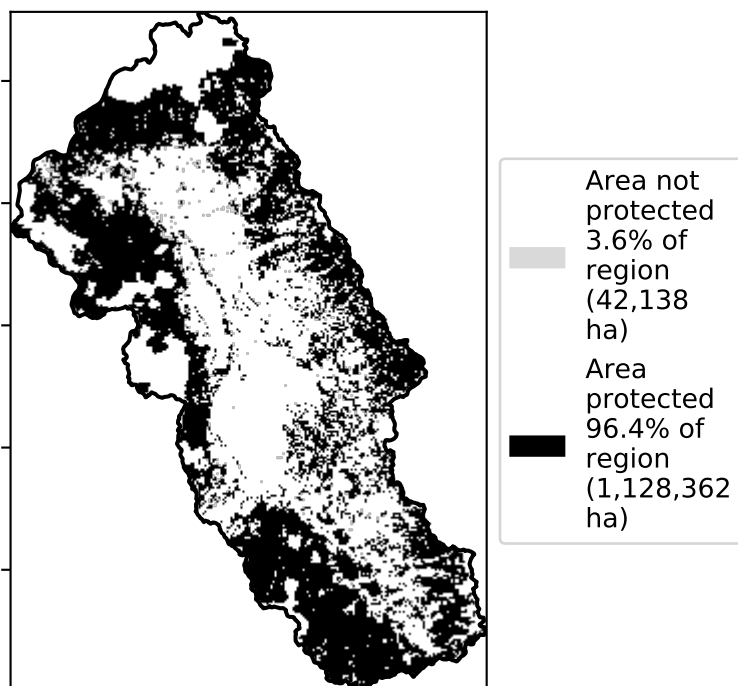 Area not
protected
3.6% of
region
(42,138
ha)
Area
protected
96.4% of
region
(1,128,362
ha)